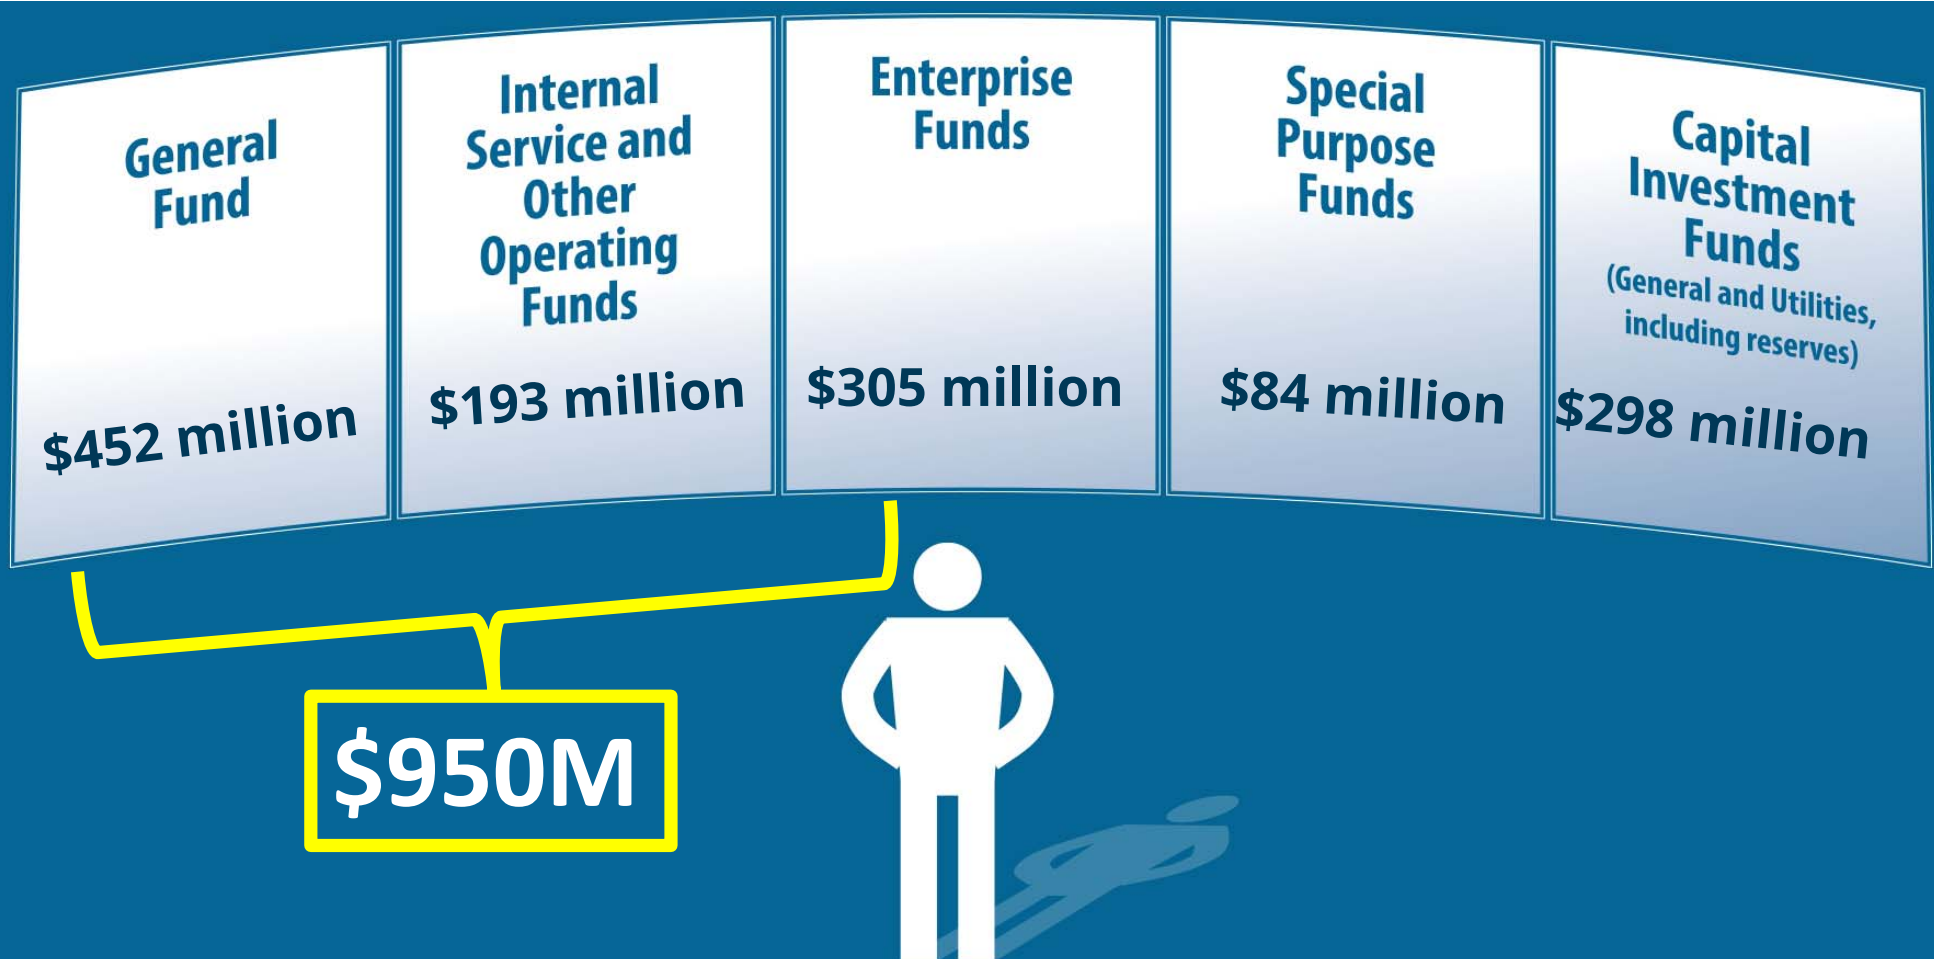 General
Fund
$452 million
Internal
Service and
Other
Operating
Funds
$193 million
Enterprise
Funds
$305 million
Special
Purpose
Funds
$84 million
Capital
Investment
Funds
(General and Utilities,
including reserves)
$298 million
$950M